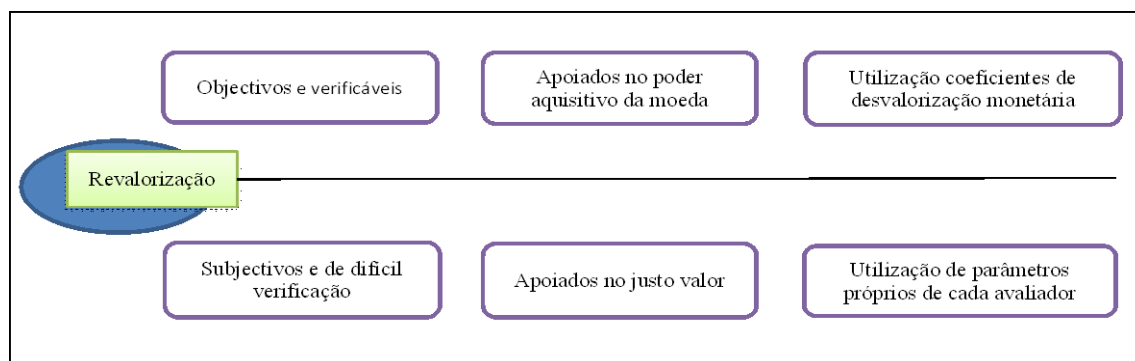 Objectivos e verificáveis
Apoiados no poder
aquisitivo da moeda
Utilização coeficientes de
desvalorização monetária
Revalorização
Subjectivos e de difícil
verificação
Apoiados no justo valor
Utilização de parâmetros
próprios de cada avaliador